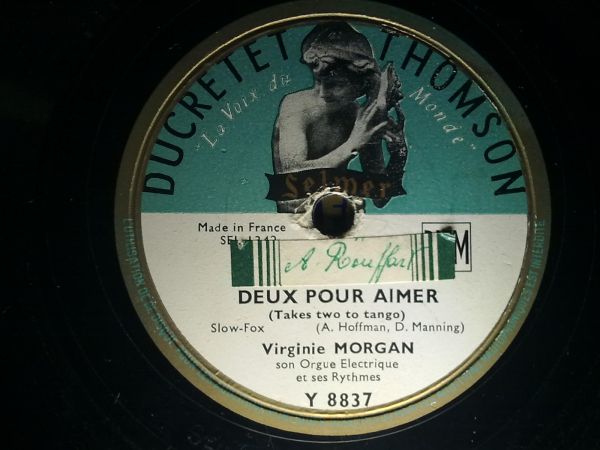 DUCRETET THOMSON
"La Voix du Monde"
Selmer
Made in France
DEUX POUR AIMER
(Takes two to tango)
Slow-Fox (A. Hoffman, D. Manning)
Virginie MORGAN
son Orgue Electrique
et ses Rythmes
Y 8837